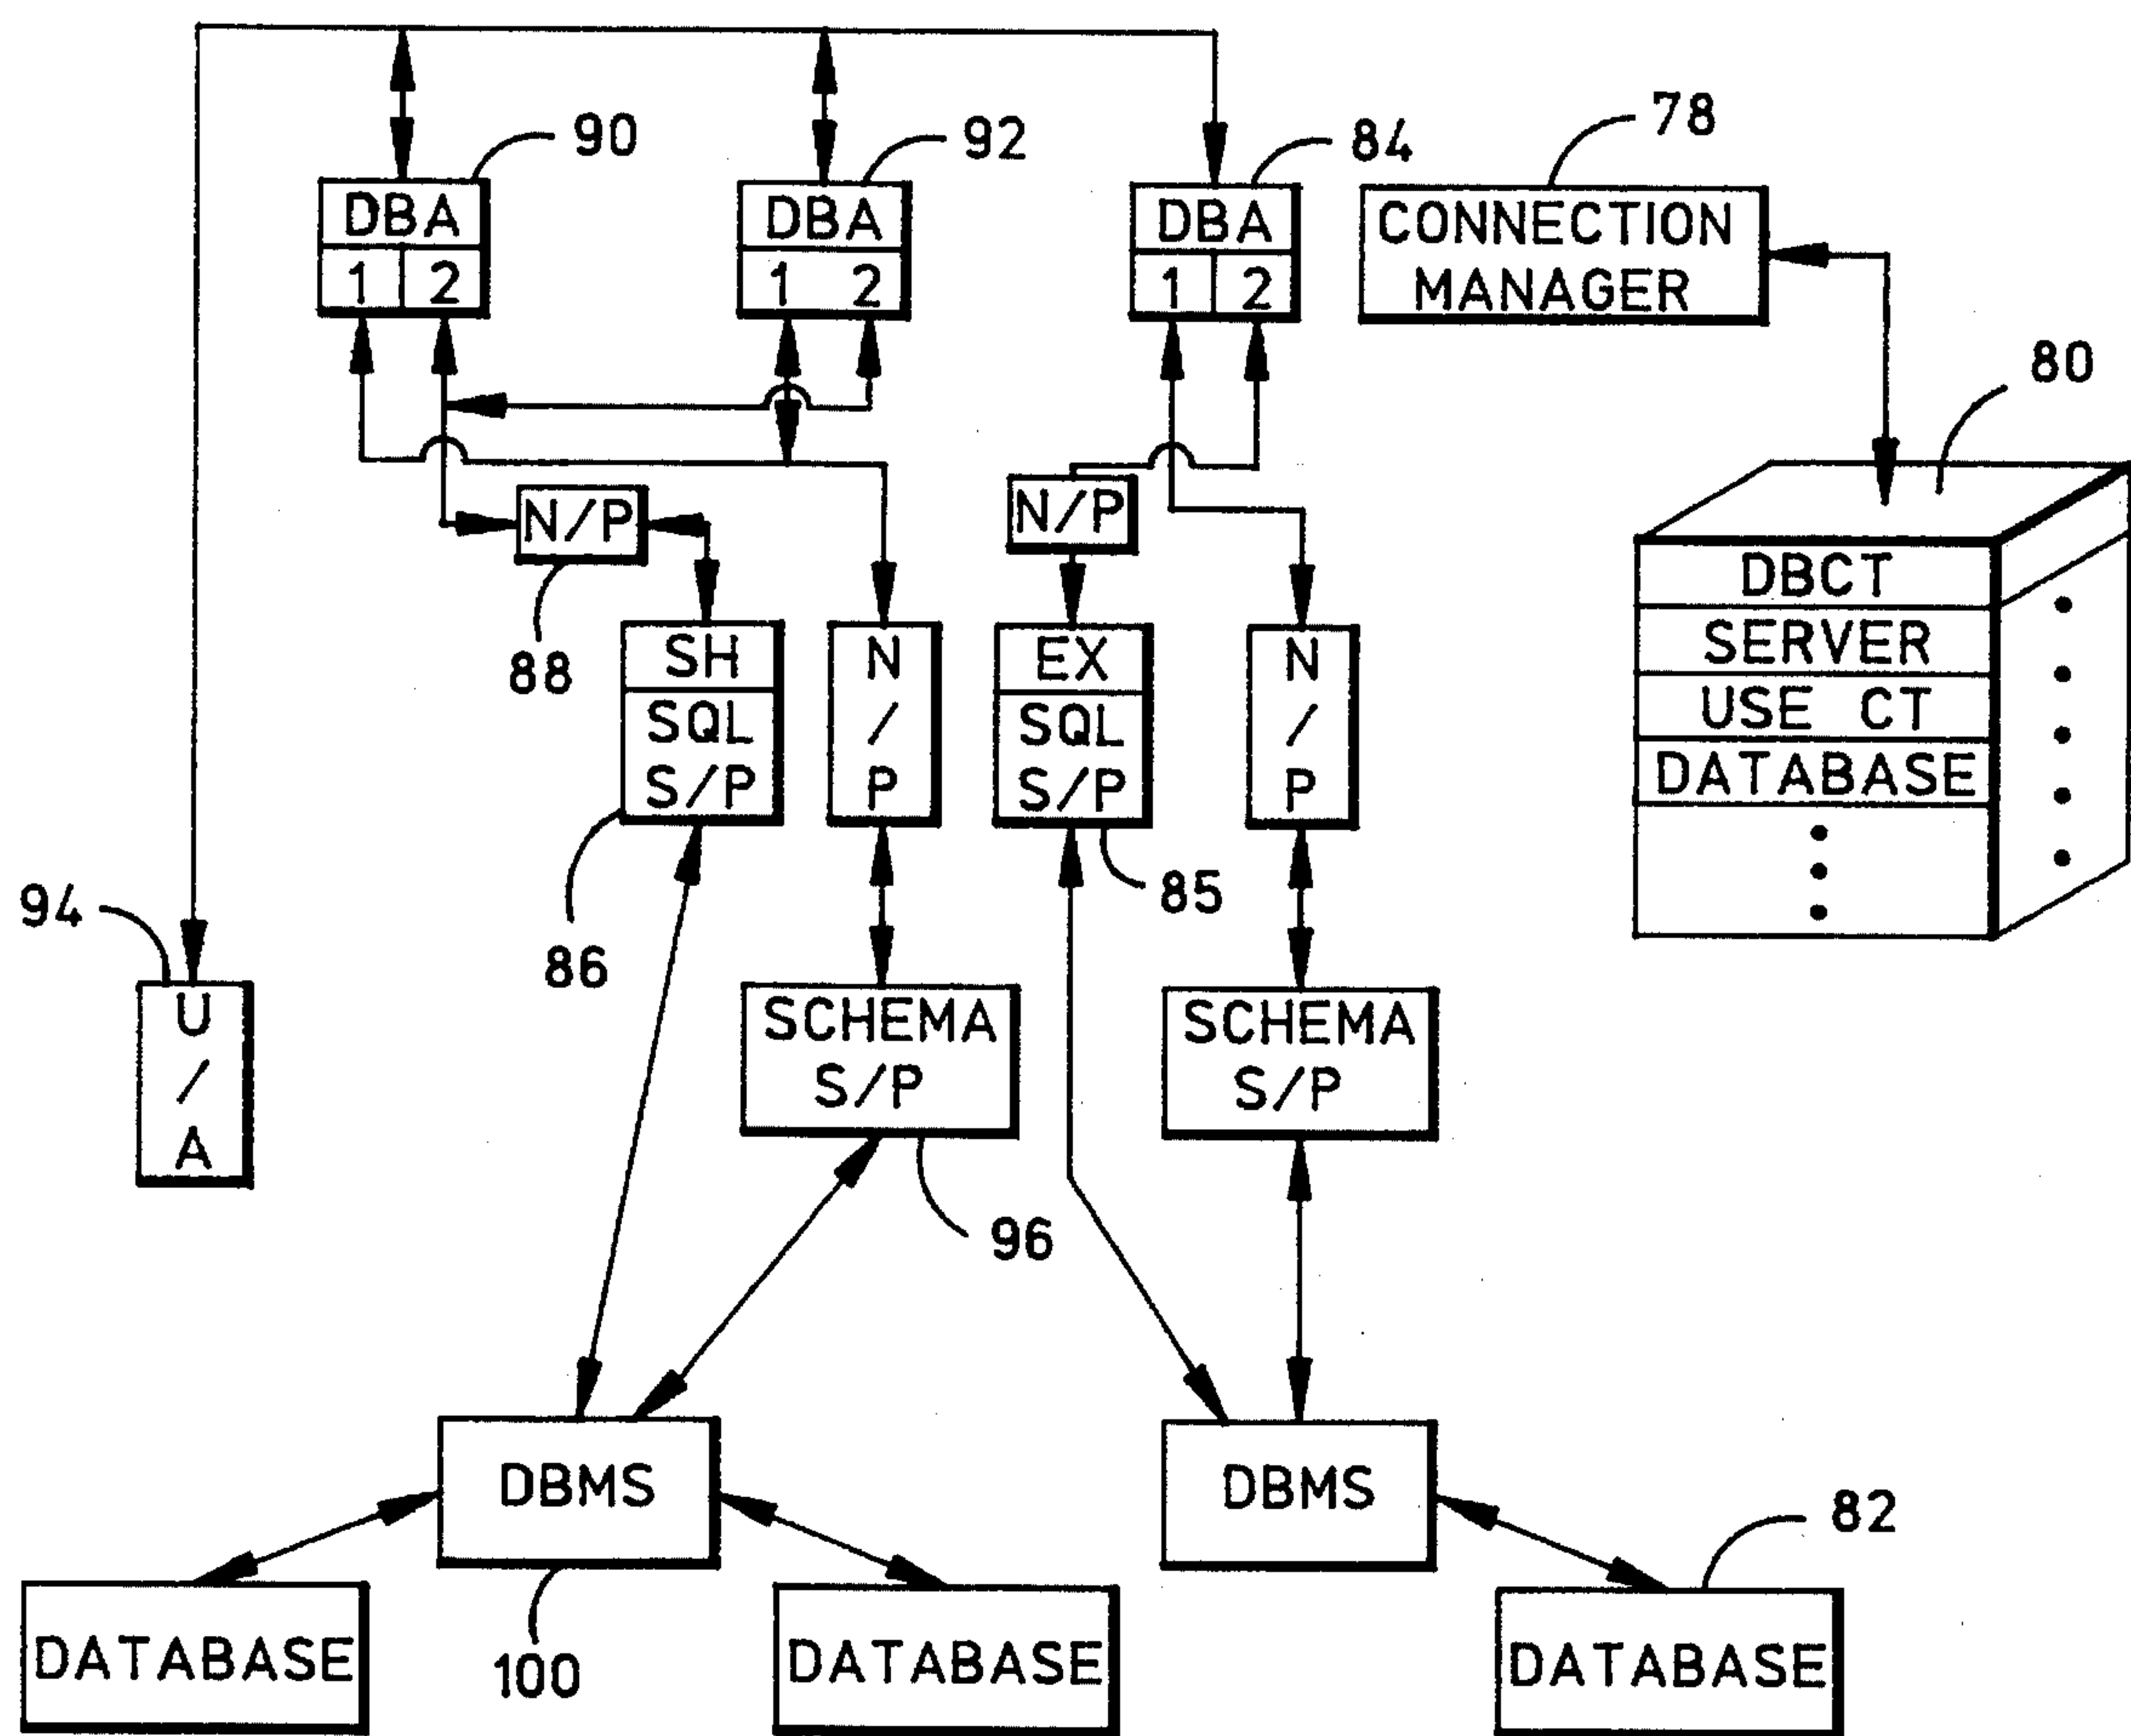 90
92
84
78
DBA
1 2
DBA
1 2
DBA
1 2
CONNECTION
MANAGER
80
N/P
88
N/P
SH
SQL
S/P
86
N
/
P
EX
SQL
S/P
85
N
/
P
DBCT
SERVER
USE CT
DATABASE
94
U
/
A
SCHEMA
S/P
96
SCHEMA
S/P
DBMS
100
DBMS
82
DATABASE
DATABASE
DATABASE